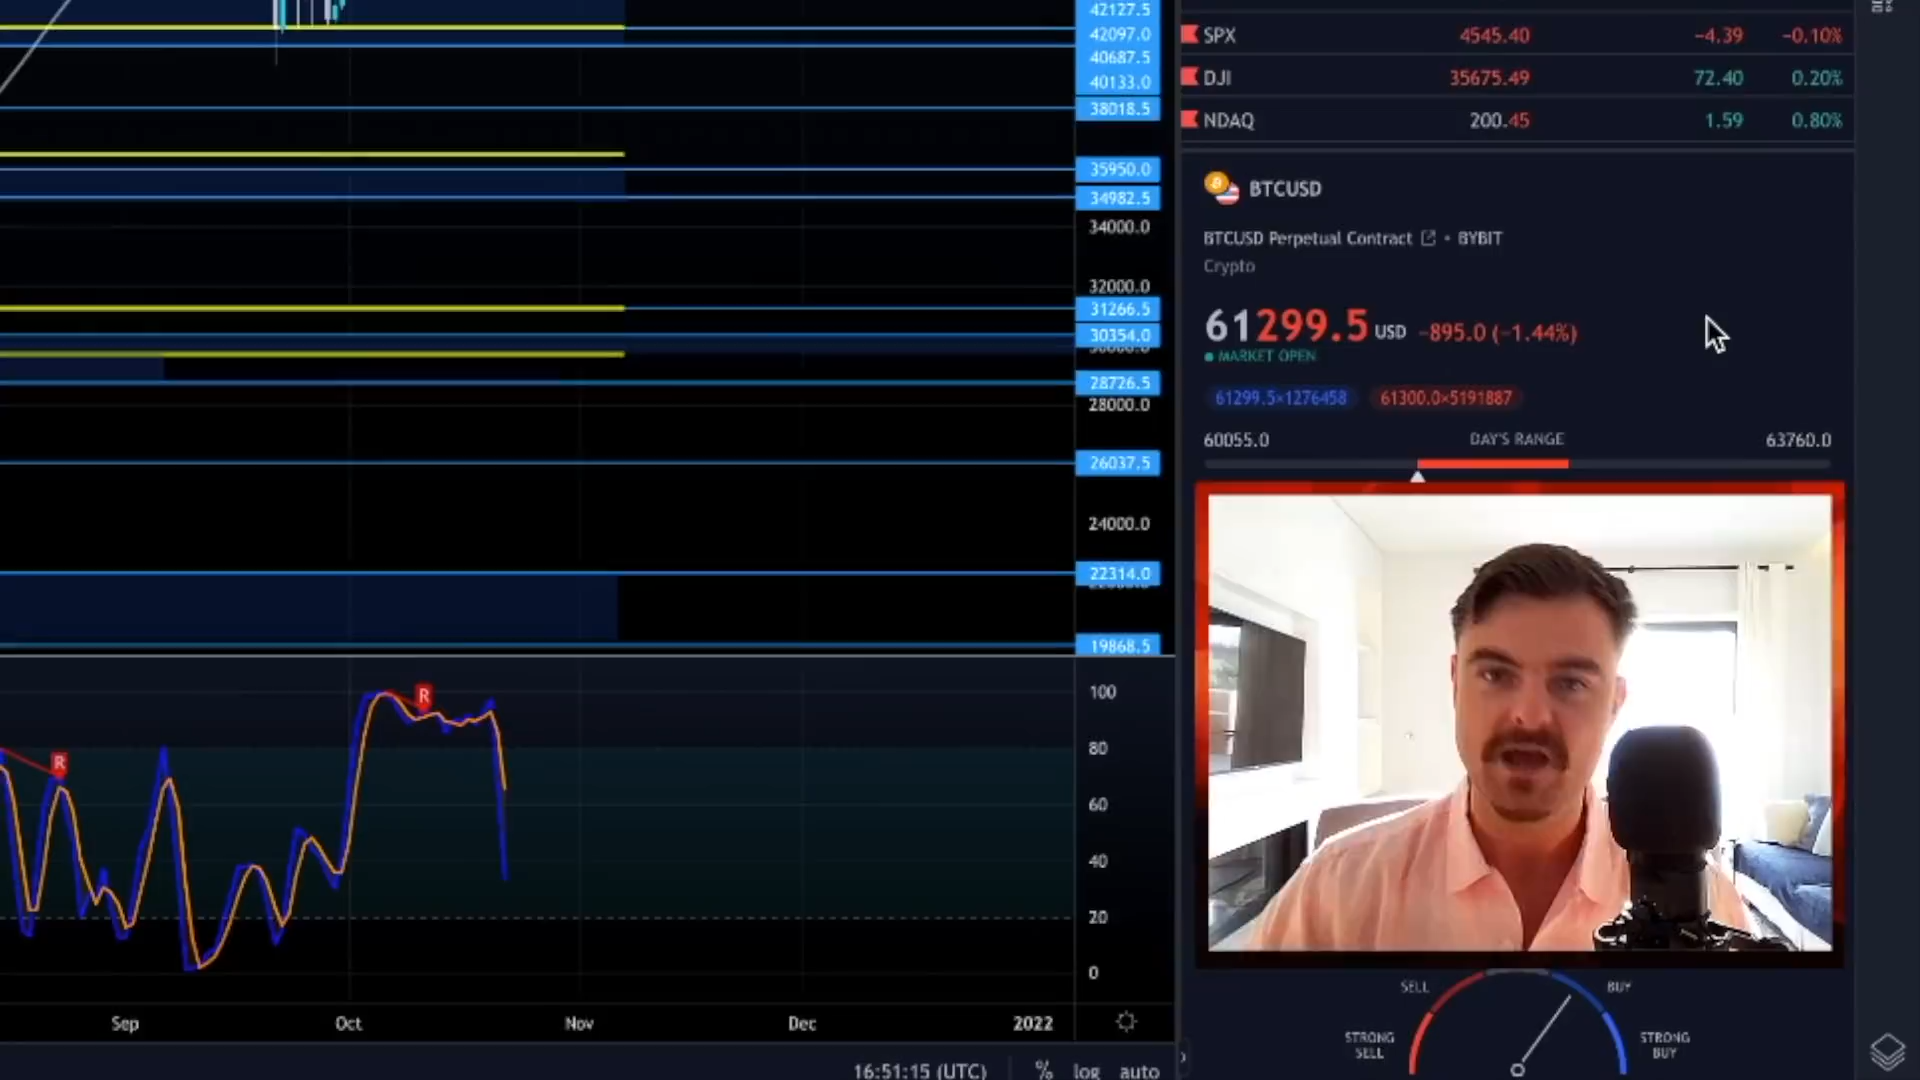 42127.5
42097.0
40687.5
40133.0
38018.5
35950.0
34982.5
34000.0
32000.0
31266.5
30354.0
28726.5
28000.0
26037.5
24000.0
22314.0
19868.5
R
R
100
80
60
40
20
0
Sep Oct Nov Dec 2022
16:51:15 (UTC) % log auto
SPX 4545.40 −4.39 −0.10%
DJI 35675.49 72.40 0.20%
NDAQ 200.45 1.59 0.80%
BTCUSD
BTCUSD Perpetual Contract • BYBIT
Crypto
61299.5 USD −895.0 (−1.44%)
MARKET OPEN
61299.5×1276458 61300.0×5191887
60055.0 DAY'S RANGE 63760.0
SELL BUY
STRONG SELL
STRONG BUY